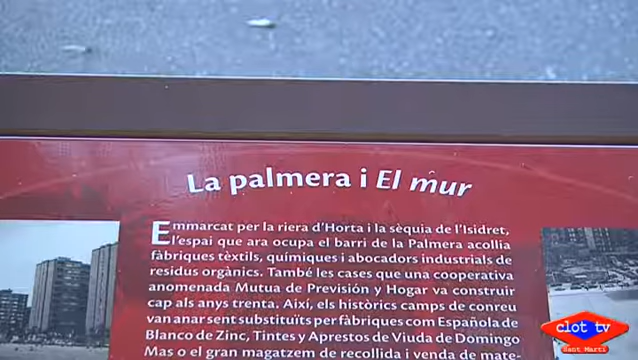 La palmera i El mur
Emmarcat per la riera d'Horta i la sèquia de l'Isidret,
l'espai que ara ocupa el barri de la Palmera acollia
fàbriques tèxtils, químiques i abocadors industrials de
residus orgànics. També les cases que una cooperativa
anomenada Mutua de Previsión y Hogar va construir
cap als anys trenta. Així, els històrics camps de conreu
van anar sent substituïts per fàbriques com Española de
Blanco de Zinc, Tintes y Aprestos de Viuda de Domingo
Mas o el gran magatzem de recollida i venda de mate-
clot tv
Sant Martí